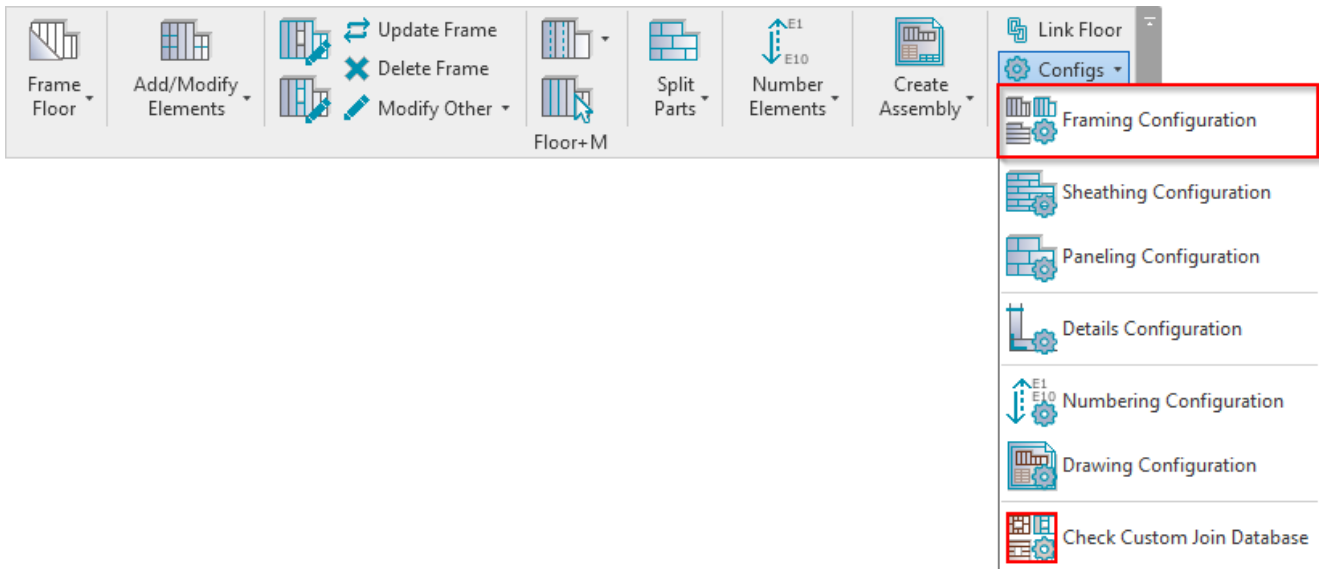 Frame
Floor
Add/Modify
Elements
Update Frame
Delete Frame
Modify Other
Split
Parts
E1
E10
Number
Elements
Create
Assembly
Link Floor
Configs
Floor+M
Framing Configuration
Sheathing Configuration
Paneling Configuration
Details Configuration
E1
E10
Numbering Configuration
Drawing Configuration
Check Custom Join Database